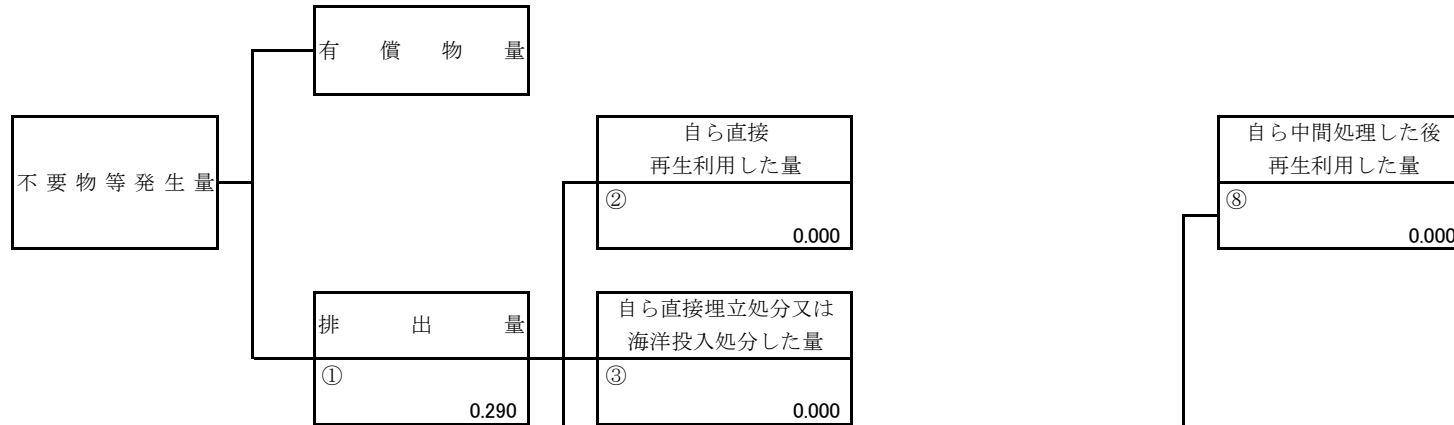 有償物量
自ら直接
再生利用した量
②
0.000
自ら中間処理した後
再生利用した量
⑧
0.000
不要物等発生量
排出量
①
0.290
自ら直接埋立処分又は
海洋投入処分した量
③
0.000